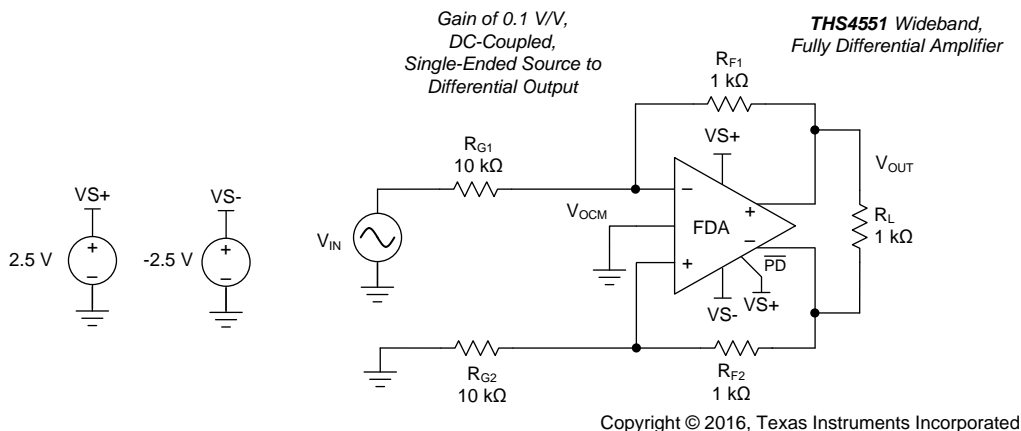 Gain of 0.1 V/V,
DC-Coupled,
Single-Ended Source to
Differential Output
THS4551 Wideband,
Fully Differential Amplifier
RF1
1 kΩ
RG1
10 kΩ
VS+
VS+
VS-
VOUT
VOCM
–
+
FDA
+
–
RL
1 kΩ
VIN
2.5 V
+
–
-2.5 V
+
–
PD
VS-
VS+
RG2
10 kΩ
RF2
1 kΩ
Copyright © 2016, Texas Instruments Incorporated